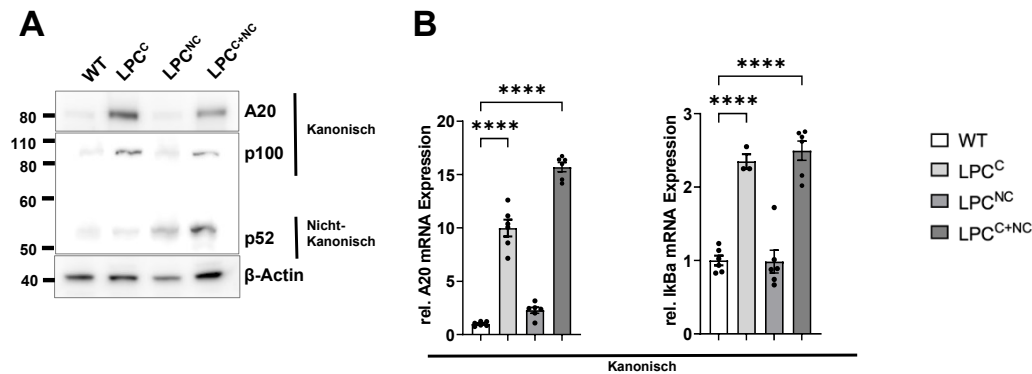 A
WT
LPC^C
LPC^NC
LPC^C+NC
80
110
80
60
50
40
A20
p100
p52
β-Actin
Kanonisch
Nicht-
Kanonisch
B
rel. A20 mRNA Expression
20
15
10
5
0
****
****
rel. IkBa mRNA Expression
3
2
1
0
****
****
Kanonisch
WT
LPC^C
LPC^NC
LPC^C+NC